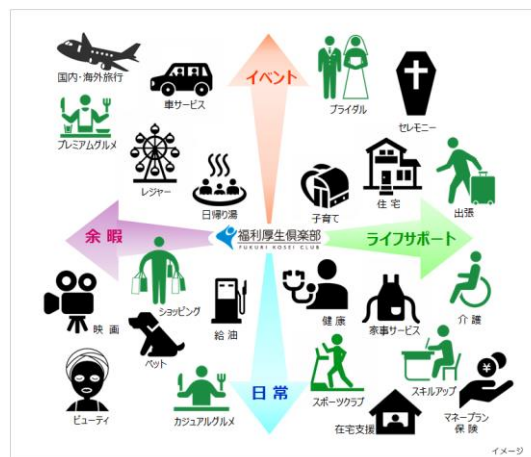 イベント
国内・海外旅行
車サービス
ブライダル
セレモニー
プレミアムグルメ
レジャー
日帰り湯
子育て
住宅
出張
余暇
福利厚生倶楽部
FUKURI KOSEI CLUB
ライフサポート
映画
ショッピング
給油
健康
家事サービス
介護
ペット
ビューティ
カジュアルグルメ
日常
スポーツクラブ
スキルアップ
在宅支援
マネープラン
保険
イメージ